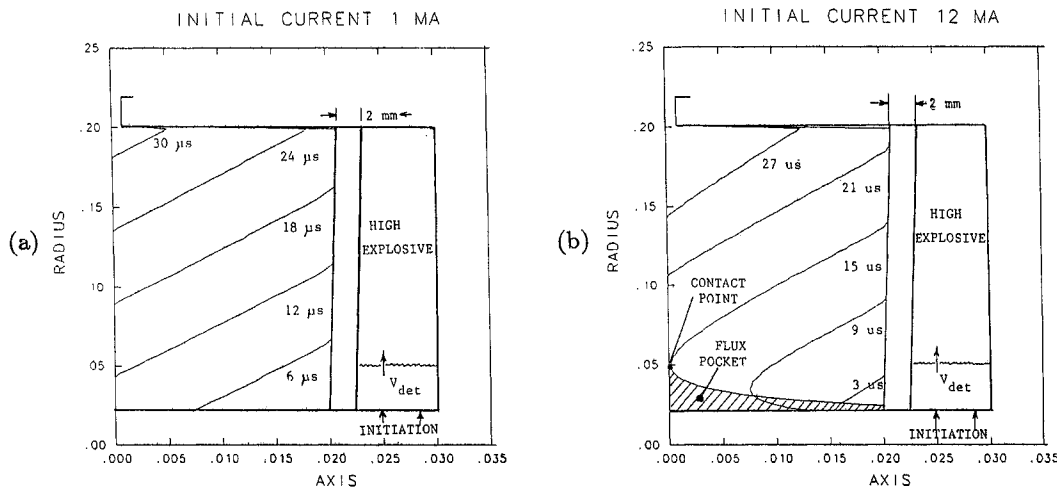 INITIAL CURRENT 1 MA
.25
.20
.15
.10
.05
.00
RADIUS
(a)
2 mm
30 µs
24 µs
18 µs
12 µs
6 µs
HIGH
EXPLOSIVE
V det
INITIATION
.000 .005 .010 .015 .020 .025 .030 .035
AXIS
INITIAL CURRENT 12 MA
.25
.20
.15
.10
.05
.00
RADIUS
(b)
2 mm
27 us
21 us
15 us
9 us
3 us
CONTACT
POINT
FLUX
POCKET
HIGH
EXPLOSIVE
V det
INITIATION
.000 .005 .010 .015 .020 .025 .030 .035
AXIS